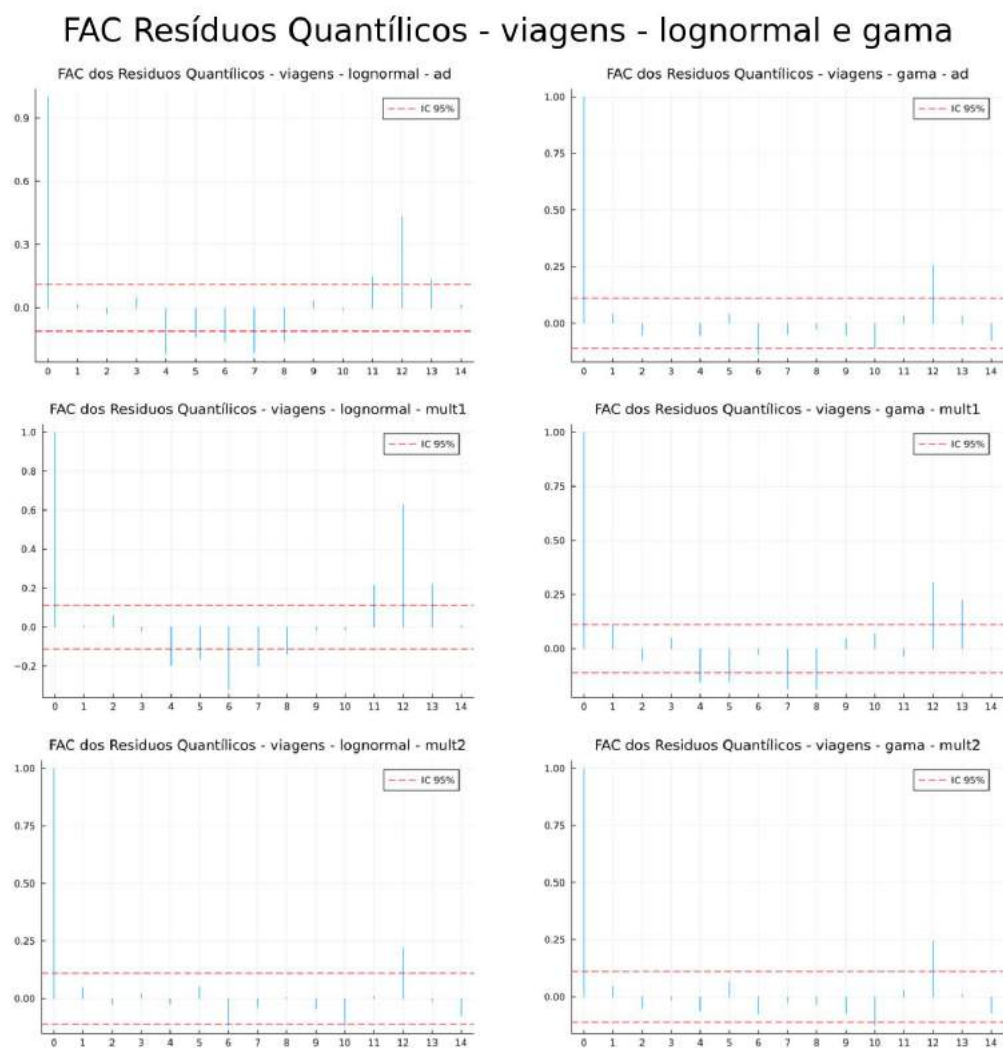 FAC Resíduos Quantílicos - viagens - lognormal e gama
FAC dos Residuos Quantílicos - viagens - lognormal - ad
IC 95%
0.9
0.6
0.3
0.0
0 1 2 3 4 5 6 7 8 9 10 11 12 13 14
FAC dos Residuos Quantílicos - viagens - gama - ad
IC 95%
1.00
0.75
0.50
0.25
0.00
0 1 2 3 4 5 6 7 8 9 10 11 12 13 14
FAC dos Residuos Quantílicos - viagens - lognormal - mult1
IC 95%
1.0
0.8
0.6
0.4
0.2
0.0
−0.2
0 1 2 3 4 5 6 7 8 9 10 11 12 13 14
FAC dos Residuos Quantílicos - viagens - gama - mult1
IC 95%
1.00
0.75
0.50
0.25
0.00
0 1 2 3 4 5 6 7 8 9 10 11 12 13 14
FAC dos Residuos Quantílicos - viagens - lognormal - mult2
IC 95%
1.00
0.75
0.50
0.25
0.00
0 1 2 3 4 5 6 7 8 9 10 11 12 13 14
FAC dos Residuos Quantílicos - viagens - gama - mult2
IC 95%
1.00
0.75
0.50
0.25
0.00
0 1 2 3 4 5 6 7 8 9 10 11 12 13 14